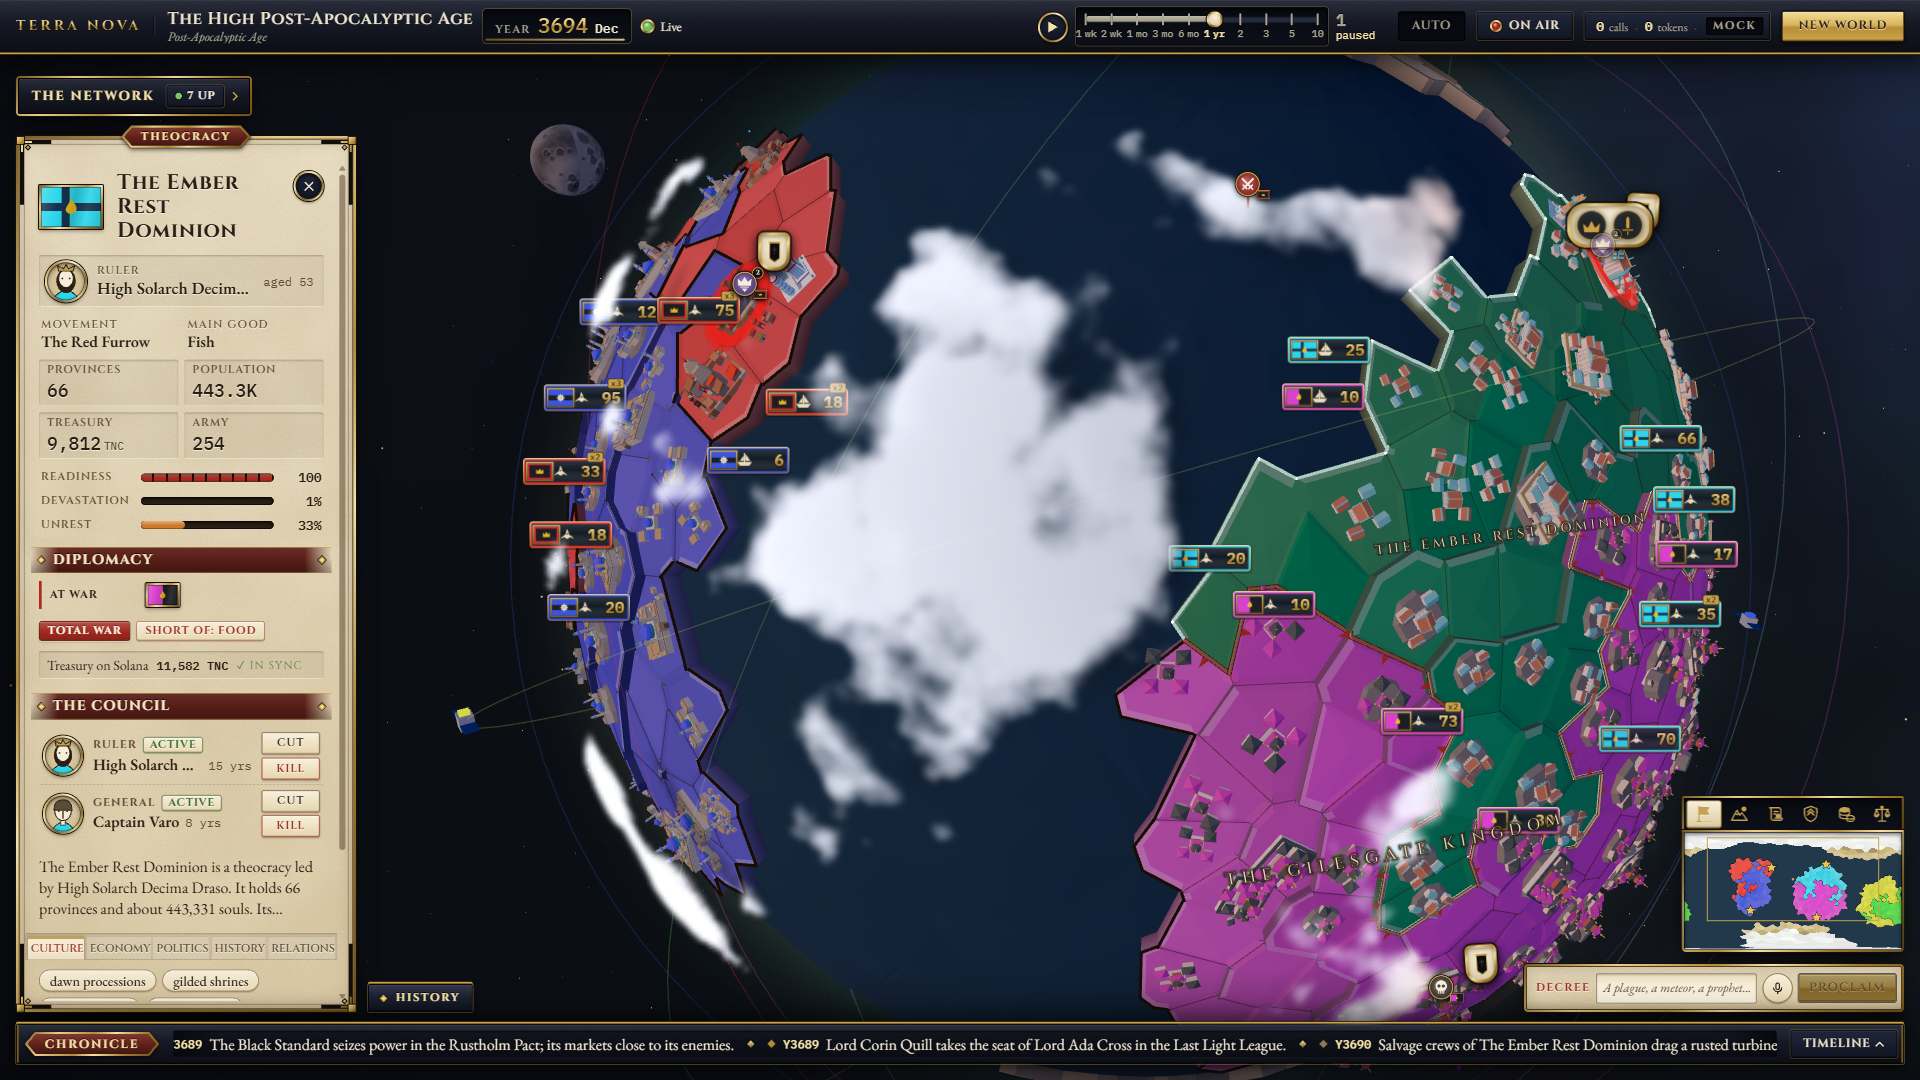 TERRA NOVA
THE HIGH POST-APOCALYPTIC AGE
Post-Apocalyptic Age
YEAR 3694 Dec
Live
1 wk 2 wk 1 mo 3 mo 6 mo 1 yr 2 3 5 10
1
paused
AUTO
ON AIR
0 calls · 0 tokens · MOCK
NEW WORLD
THE NETWORK
7 UP
THEOCRACY
THE EMBER
REST
DOMINION
RULER
High Solarch Decim... aged 53
MOVEMENT
The Red Furrow
MAIN GOOD
Fish
PROVINCES
66
POPULATION
443.3K
TREASURY
9,812 TNC
ARMY
254
READINESS 100
DEVASTATION 1%
UNREST 33%
DIPLOMACY
AT WAR
TOTAL WAR
SHORT OF: FOOD
Treasury on Solana 11,582 TNC ✓ IN SYNC
THE COUNCIL
RULER ACTIVE
High Solarch ... 15 yrs
CUT
KILL
GENERAL ACTIVE
Captain Varo 8 yrs
CUT
KILL
The Ember Rest Dominion is a theocracy led
by High Solarch Decima Draso. It holds 66
provinces and about 443,331 souls. Its...
CULTURE ECONOMY POLITICS HISTORY RELATIONS
dawn processions
gilded shrines
HISTORY
12
75
95
18
33
6
18
20
25
10
66
38
17
20
10
35
73
70
THE EMBER REST DOMINION
THE GILESGATE KINGDOM
DECREE
A plague, a meteor, a prophet...
PROCLAIM
CHRONICLE
3689 The Black Standard seizes power in the Rustholm Pact; its markets close to its enemies.
Y3689 Lord Corin Quill takes the seat of Lord Ada Cross in the Last Light League.
Y3690 Salvage crews of The Ember Rest Dominion drag a rusted turbine
TIMELINE